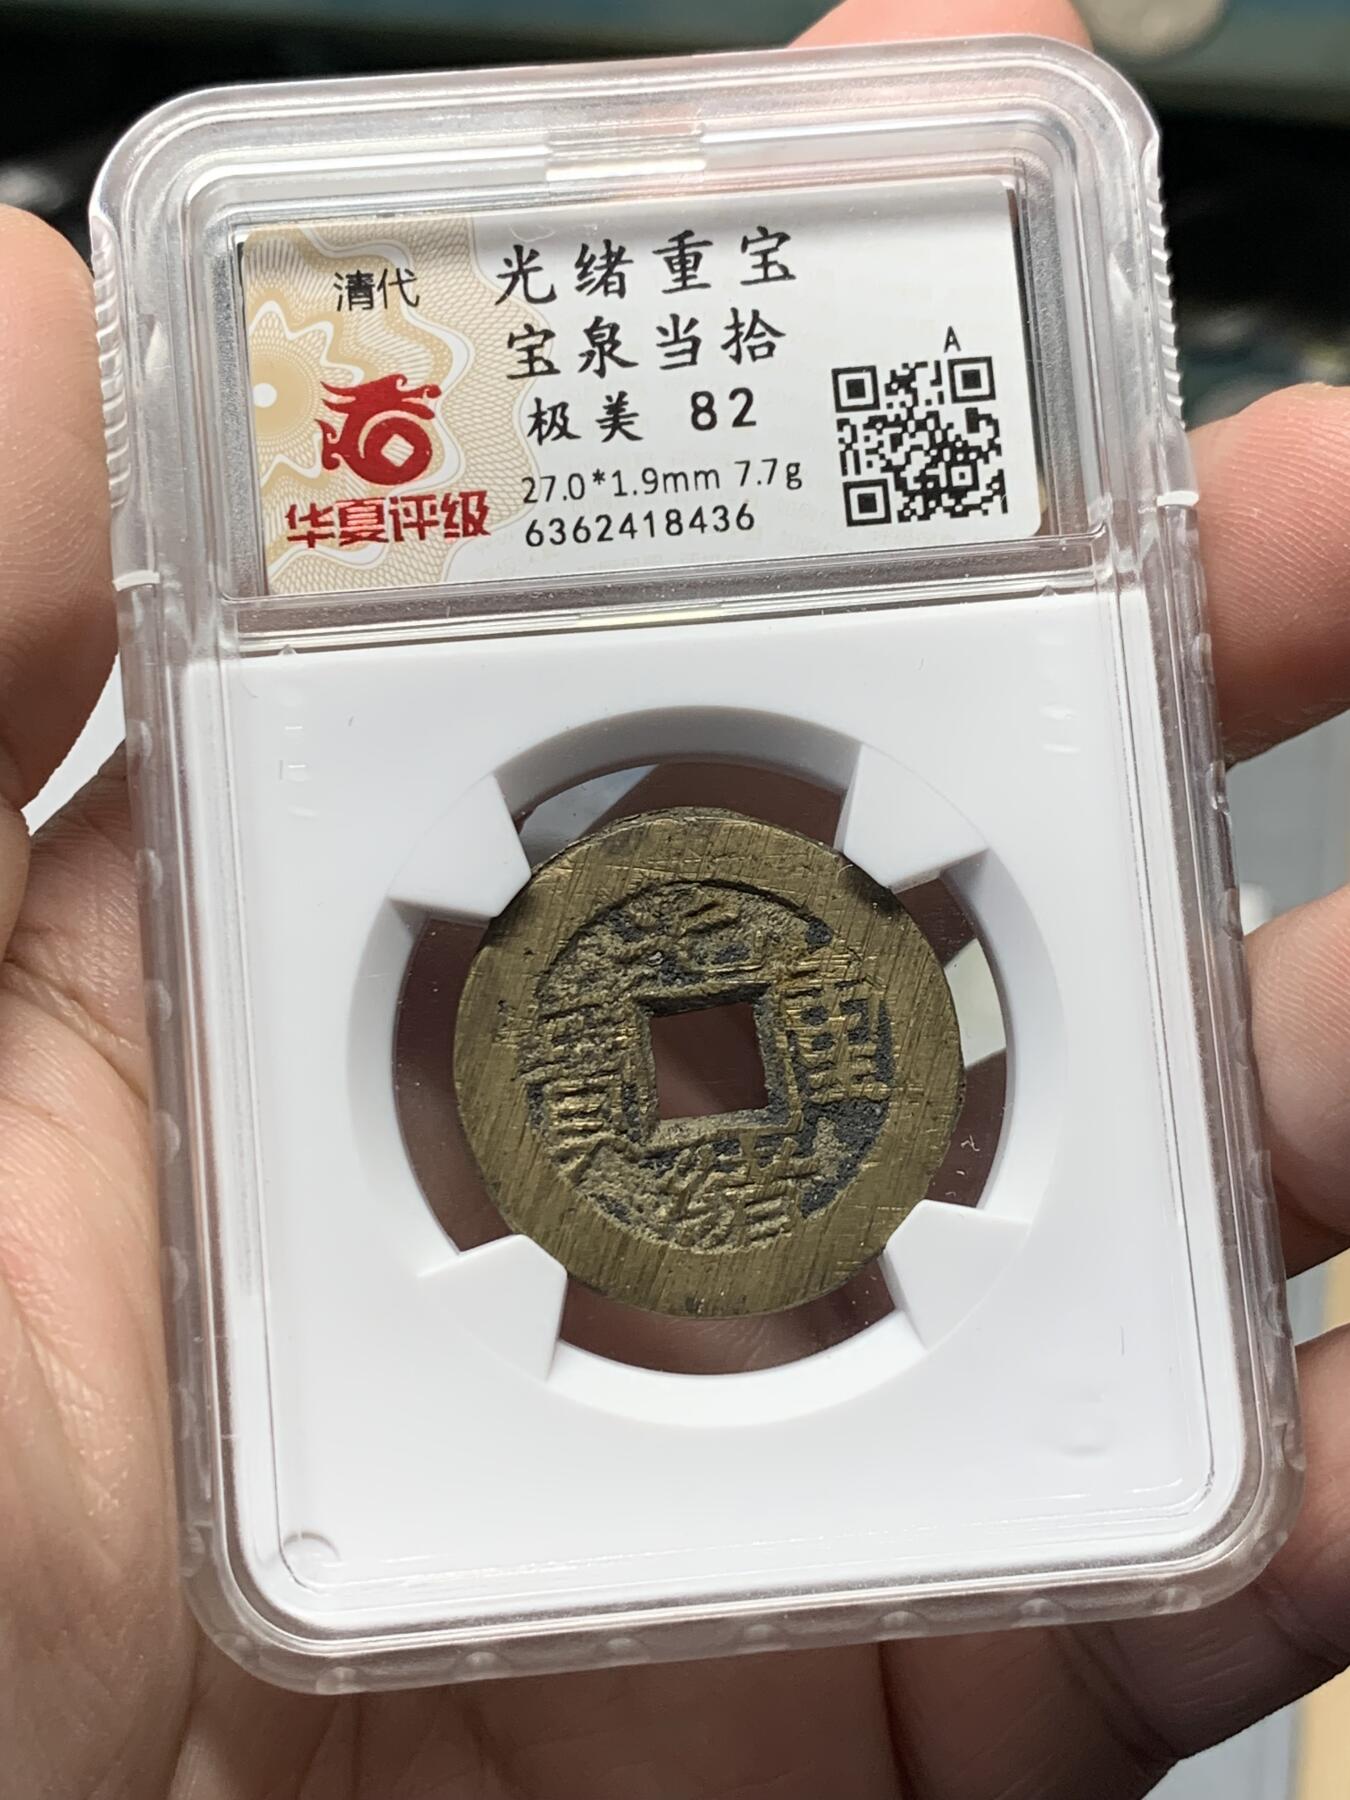 清代
光绪重宝
宝泉当拾
极美 82
27.0*1.9mm 7.7g
6362418436
华夏评级
A
光
重
寶
緒